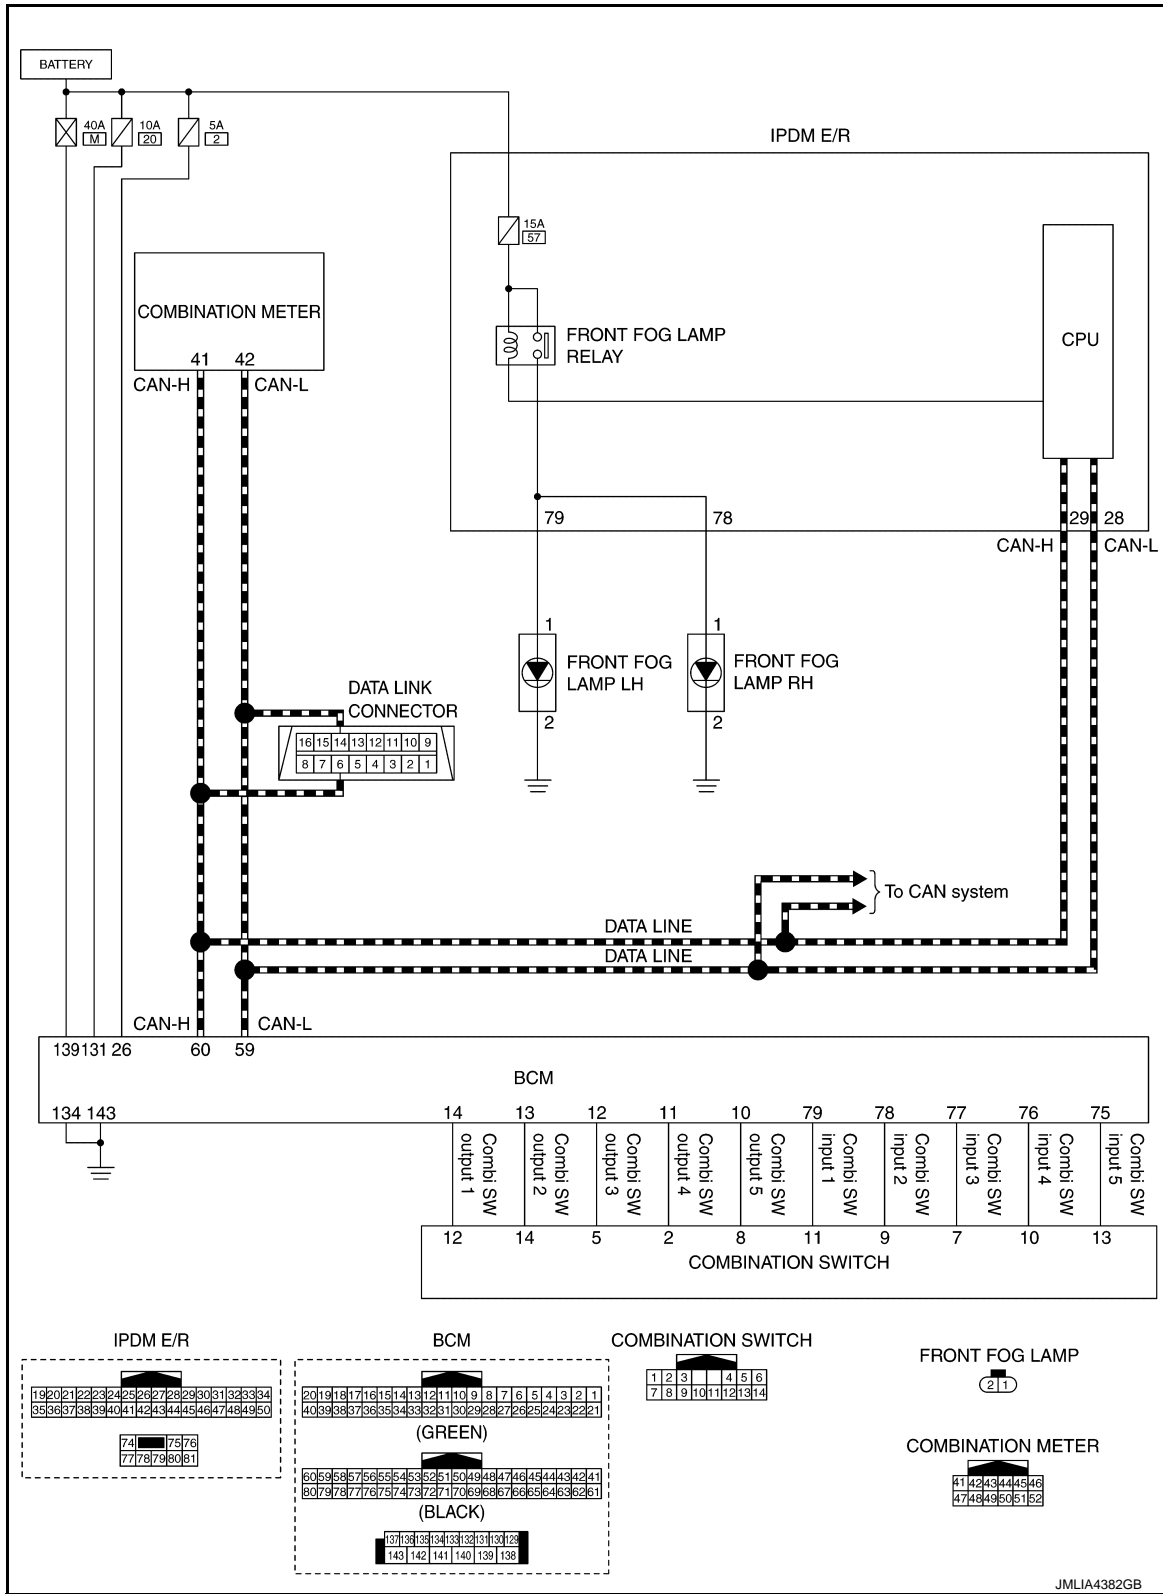 BATTERY
40A
M
10A
20
5A
2
IPDM E/R
15A
57
FRONT FOG LAMP
RELAY
CPU
COMBINATION METER
41 42
CAN-H CAN-L
79 78 29 28
CAN-H CAN-L
1 1
FRONT FOG
LAMP LH
FRONT FOG
LAMP RH
2 2
DATA LINK
CONNECTOR
16 15 14 13 12 11 10 9
8 7 6 5 4 3 2 1
To CAN system
DATA LINE
DATA LINE
CAN-H CAN-L
139 131 26 60 59
BCM
134 143 14 13 12 11 10 79 78 77 76 75
Combi SW
output 1
Combi SW
output 2
Combi SW
output 3
Combi SW
output 4
Combi SW
output 5
Combi SW
input 1
Combi SW
input 2
Combi SW
input 3
Combi SW
input 4
Combi SW
input 5
12 14 5 2 8 11 9 7 10 13
COMBINATION SWITCH
IPDM E/R
19 20 21 22 23 24 25 26 27 28 29 30 31 32 33 34
35 36 37 38 39 40 41 42 43 44 45 46 47 48 49 50
74 75 76
77 78 79 80 81
BCM
20 19 18 17 16 15 14 13 12 11 10 9 8 7 6 5 4 3 2 1
40 39 38 37 36 35 34 33 32 31 30 29 28 27 26 25 24 23 22 21
(GREEN)
60 59 58 57 56 55 54 53 52 51 50 49 48 47 46 45 44 43 42 41
80 79 78 77 76 75 74 73 72 71 70 69 68 67 66 65 64 63 62 61
(BLACK)
137 136 135 134 133 132 131 130 129
143 142 141 140 139 138
COMBINATION SWITCH
1 2 3 4 5 6
7 8 9 10 11 12 13 14
FRONT FOG LAMP
2 1
COMBINATION METER
41 42 43 44 45 46
47 48 49 50 51 52
JMLIA4382GB